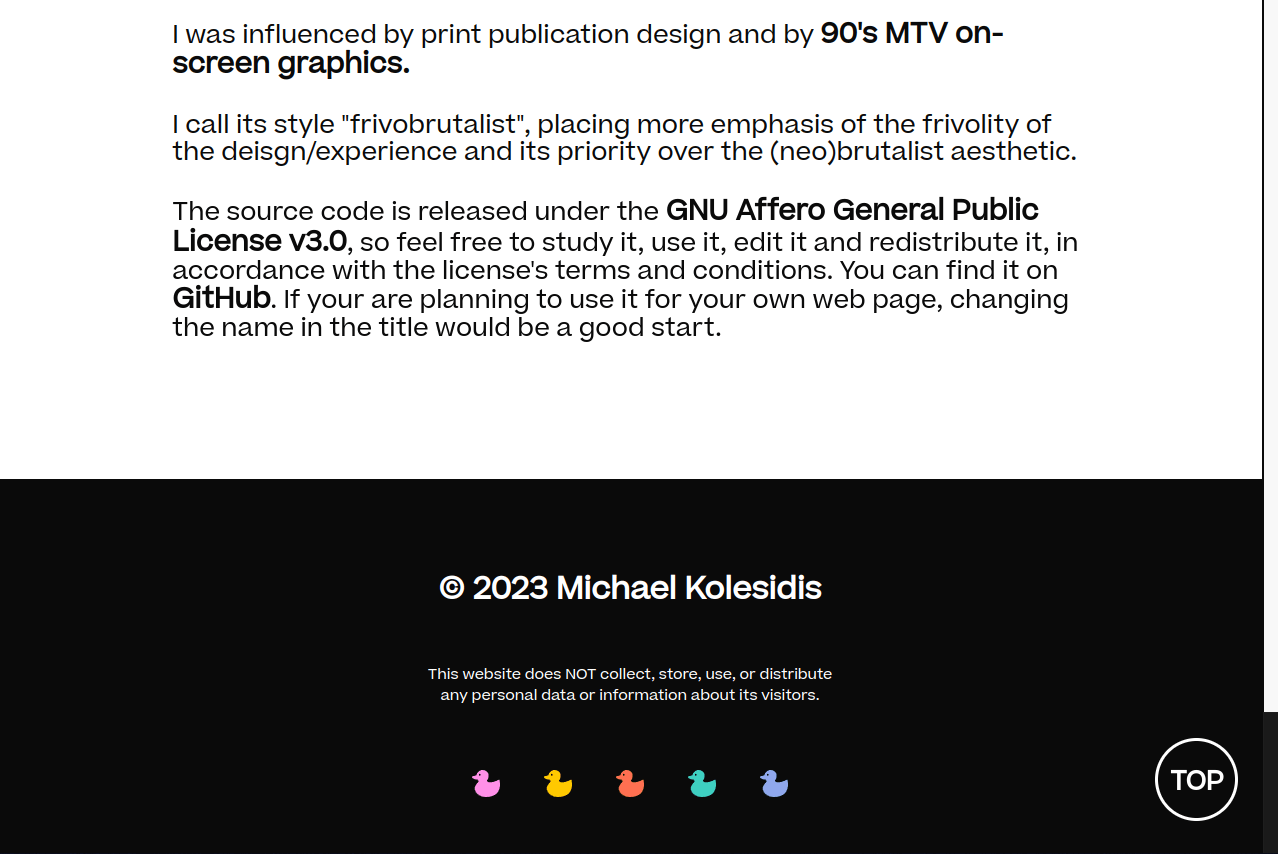 I was influenced by print publication design and by 90's MTV on-
screen graphics.
I call its style "frivobrutalist", placing more emphasis of the frivolity of
the deisgn/experience and its priority over the (neo)brutalist aesthetic.
The source code is released under the GNU Affero General Public
License v3.0, so feel free to study it, use it, edit it and redistribute it, in
accordance with the license's terms and conditions. You can find it on
GitHub. If your are planning to use it for your own web page, changing
the name in the title would be a good start.
© 2023 Michael Kolesidis
This website does NOT collect, store, use, or distribute
any personal data or information about its visitors.
TOP